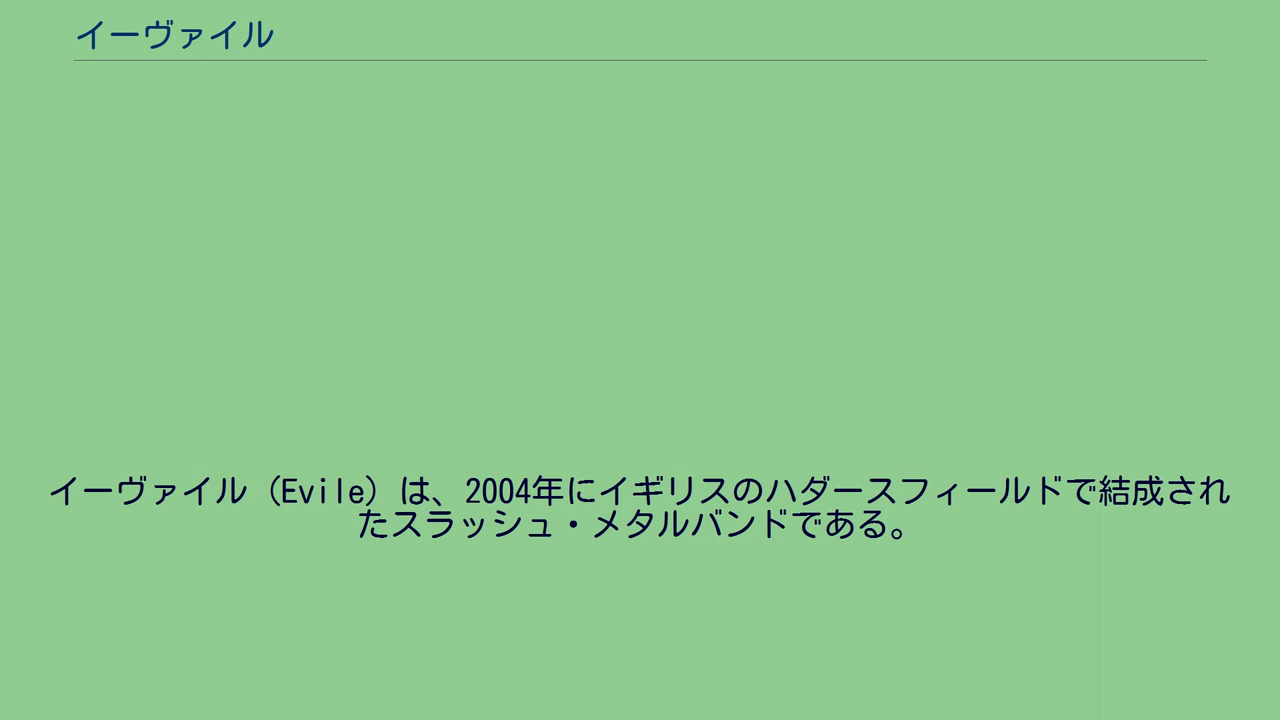 イーヴァイル
イーヴァイル（Evile）は、2004年にイギリスのハダースフィールドで結成され
たスラッシュ・メタルバンドである。